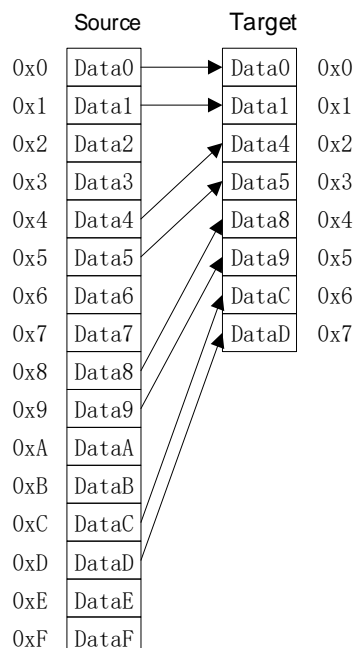 Source Target
0x0 Data0 Data0 0x0
0x1 Data1 Data1 0x1
0x2 Data2 Data4 0x2
0x3 Data3 Data5 0x3
0x4 Data4 Data8 0x4
0x5 Data5 Data9 0x5
0x6 Data6 DataC 0x6
0x7 Data7 DataD 0x7
0x8 Data8
0x9 Data9
0xA DataA
0xB DataB
0xC DataC
0xD DataD
0xE DataE
0xF DataF